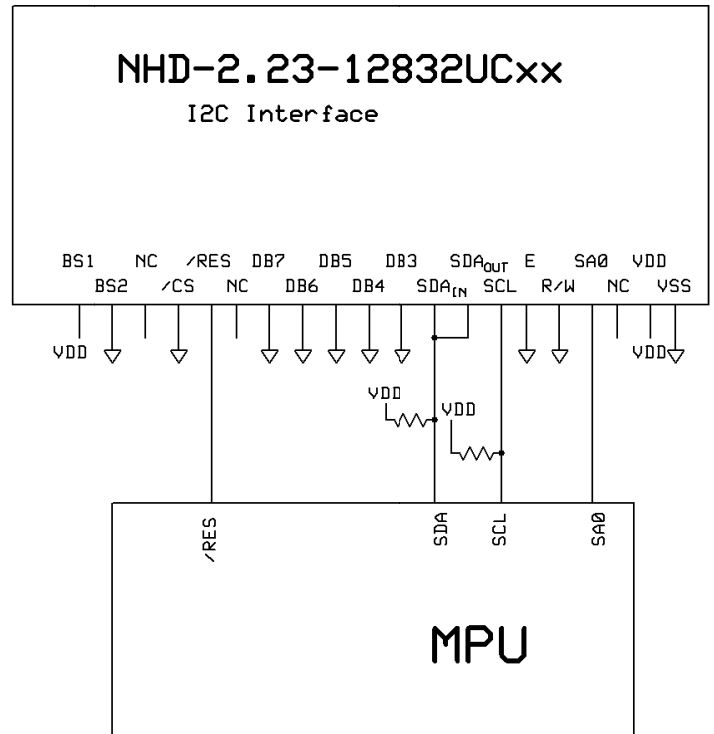 NHD-2.23-12832UCxx
I2C Interface
BS1 NC /RES DB7 DB5 DB3 SDAOUT E SA0 VDD
BS2 /CS NC DB6 DB4 SDAIN SCL R/W NC VSS
VDD VDD
VDD
VDD
/RES SDA SCL SA0
MPU